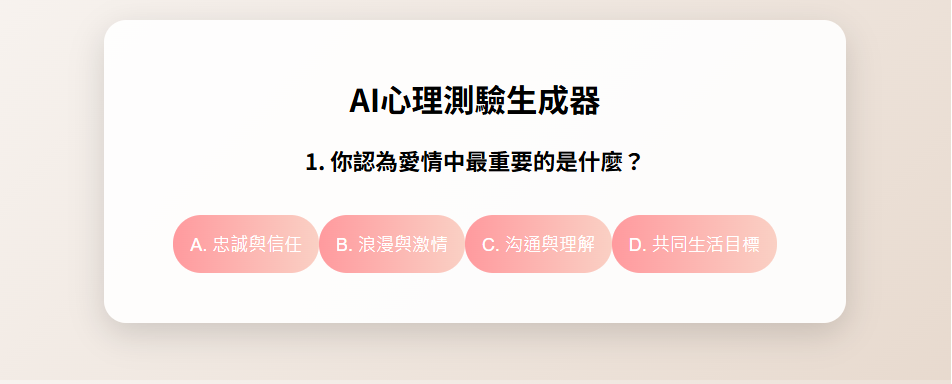 AI心理測驗生成器
1. 你認為愛情中最重要的是什麼？
A. 忠誠與信任
B. 浪漫與激情
C. 沟通與理解
D. 共同生活目標